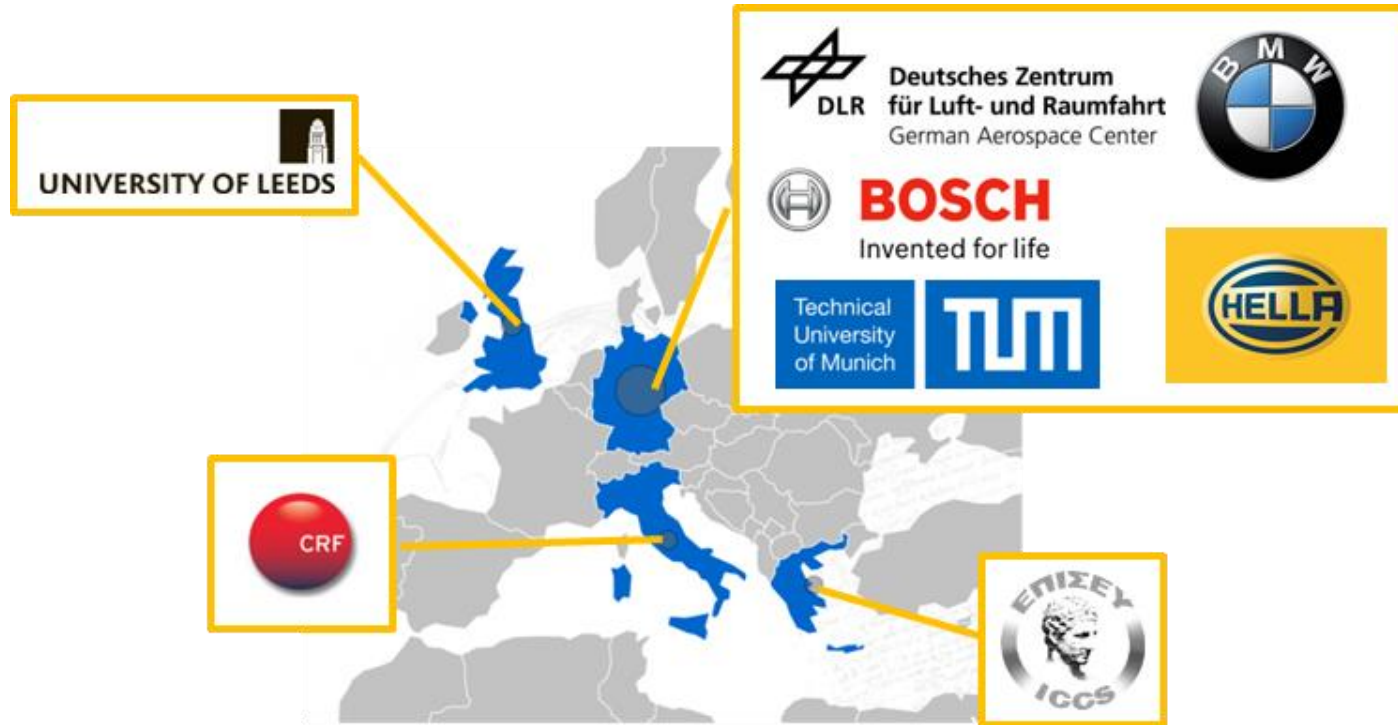 UNIVERSITY OF LEEDS
DLR
Deutsches Zentrum
für Luft- und Raumfahrt
German Aerospace Center
BMW
BOSCH
Invented for life
Technical
University
of Munich
TUM
HELLA
CRF
ΕΠΙΣΕΥ
ICCS